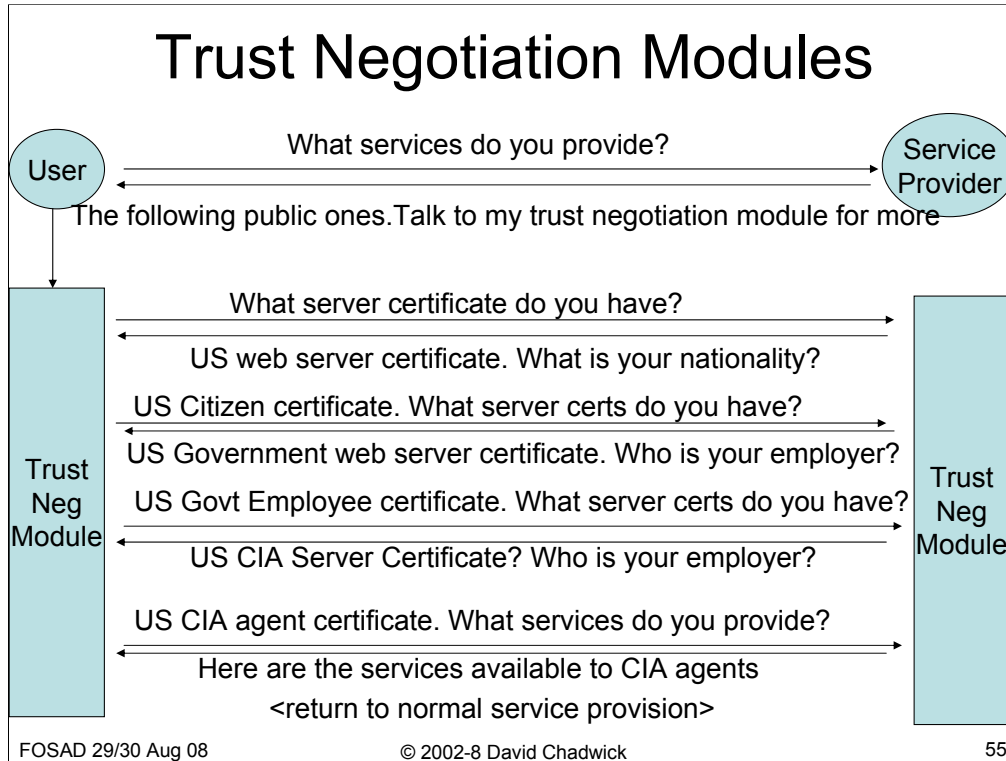 Trust Negotiation Modules
User
What services do you provide?
Service
Provider
The following public ones.Talk to my trust negotiation module for more
What server certificate do you have?
US web server certificate. What is your nationality?
US Citizen certificate. What server certs do you have?
US Government web server certificate. Who is your employer?
US Govt Employee certificate. What server certs do you have?
US CIA Server Certificate? Who is your employer?
US CIA agent certificate. What services do you provide?
Here are the services available to CIA agents
<return to normal service provision>
Trust
Neg
Module
Trust
Neg
Module
FOSAD 29/30 Aug 08
© 2002-8 David Chadwick
55